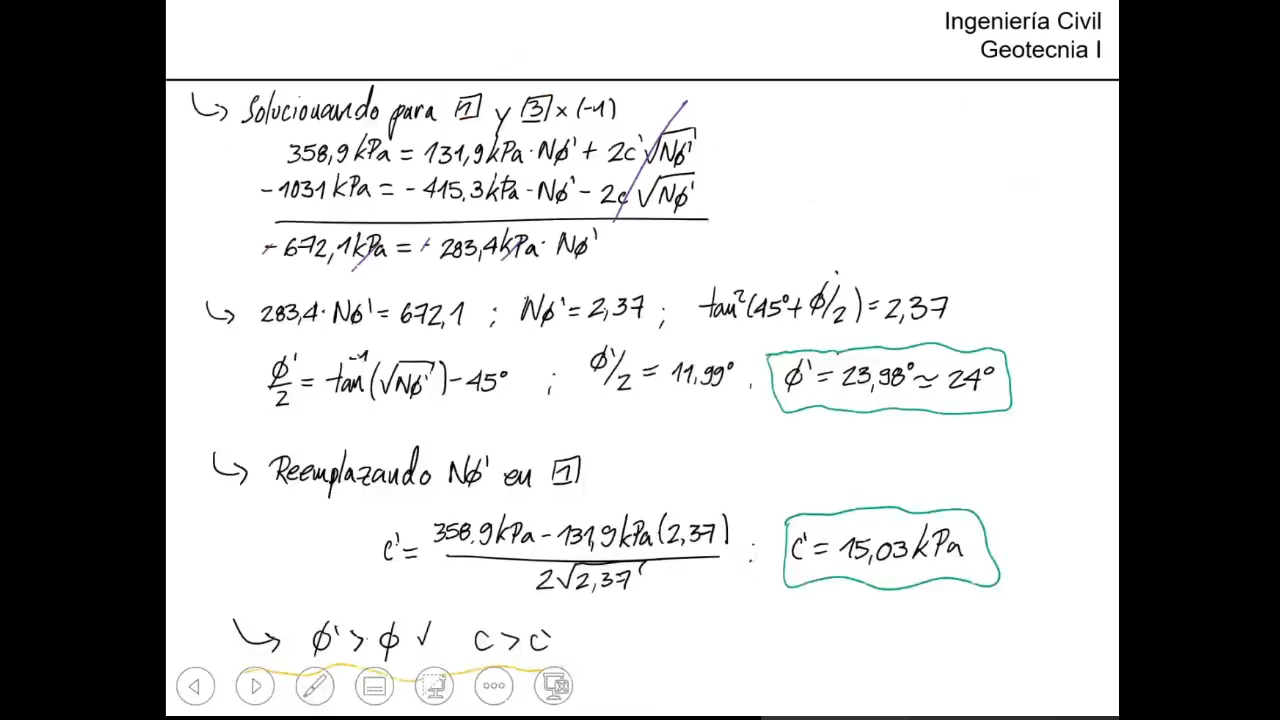 Ingeniería Civil
Geotecnia I
↳ Solucionando para [1] y [3] × (-1)
358,9 kPa = 131,9 kPa · Nφ' + 2c' √Nφ'
- 1031 kPa = - 415,3 kPa · Nφ' - 2c √Nφ'
- 672,1 kPa = - 283,4 kPa · Nφ'
↳ 283,4 · Nφ' = 672,1 ; Nφ' = 2,37 ; tan²(45° + φ'/2) = 2,37
φ'/2 = tan⁻¹(√Nφ') - 45° ; φ'/2 = 11,99° . φ' = 23,98° ≃ 24°
↳ Reemplazando Nφ' en [1]
c' = (358,9 kPa - 131,9 kPa (2,37)) / (2√2,37) ; c' = 15,03 kPa
↳ φ' > φ ✓ c > c'